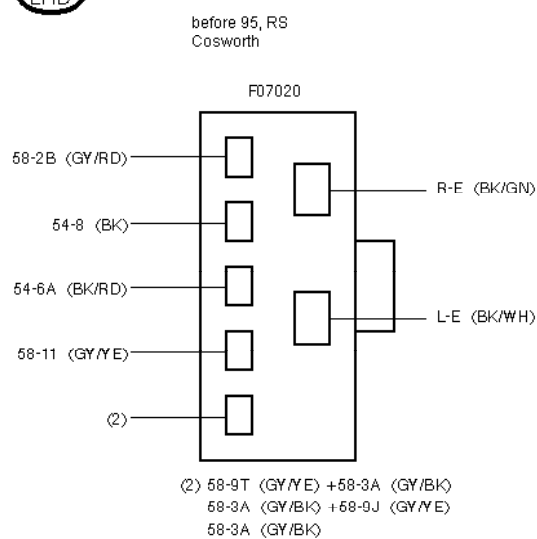 LHD
before 95, RS
Cosworth
F07020
58-2B (GY/RD)
R-E (BK/GN)
54-8 (BK)
54-6A (BK/RD)
L-E (BK/WH)
58-11 (GY/YE)
(2)
(2) 58-9T (GY/YE) +58-3A (GY/BK)
58-3A (GY/BK) +58-9J (GY/YE)
58-3A (GY/BK)